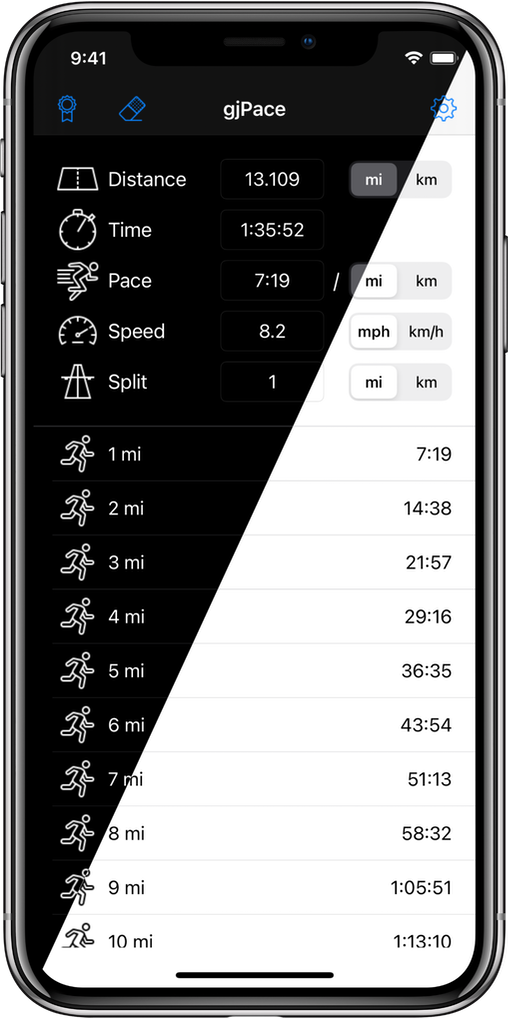 9:41
gjPace
Distance 13.109 mi km
Time 1:35:52
Pace 7:19 / mi km
Speed 8.2 mph km/h
Split 1 mi km
1 mi 7:19
2 mi 14:38
3 mi 21:57
4 mi 29:16
5 mi 36:35
6 mi 43:54
7 mi 51:13
8 mi 58:32
9 mi 1:05:51
10 mi 1:13:10